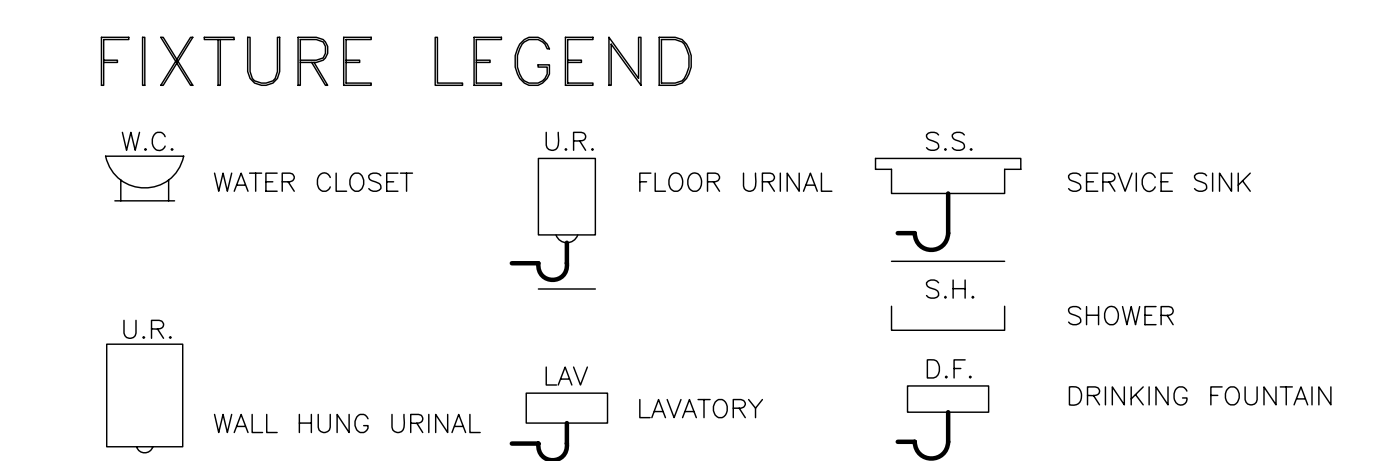 FIXTURE LEGEND
W.C.
WATER CLOSET
U.R.
FLOOR URINAL
S.S.
SERVICE SINK
S.H.
SHOWER
U.R.
WALL HUNG URINAL
LAV
LAVATORY
D.F.
DRINKING FOUNTAIN